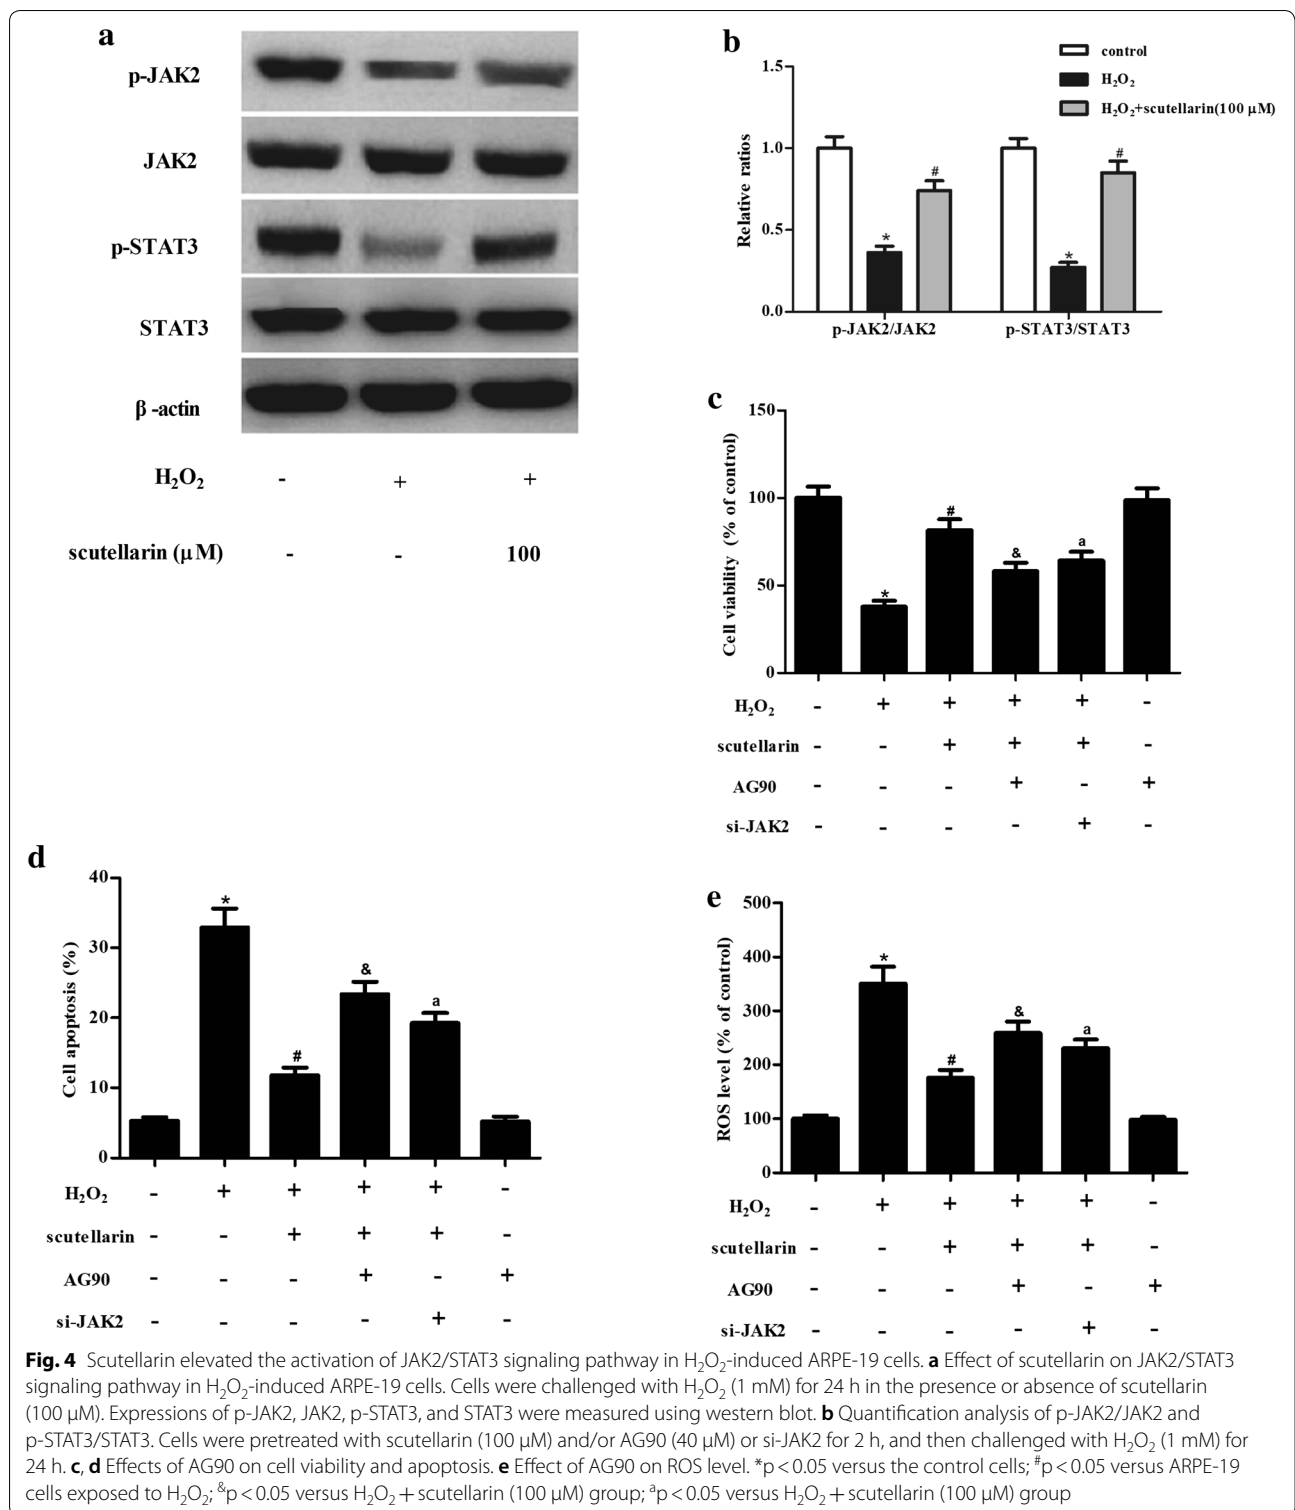 a
p-JAK2
JAK2
p-STAT3
STAT3
β -actin
H₂O₂ - + +
scutellarin (μM) - - 100
b
control
H₂O₂
H₂O₂+scutellarin(100 μM)
Relative ratios
1.5
1.0
0.5
0.0
* # * #
p-JAK2/JAK2 p-STAT3/STAT3
c
Cell viability (% of control)
150
100
50
0
* # & a
H₂O₂ - + + + + -
scutellarin - - + + + -
AG90 - - - + - +
si-JAK2 - - - - + -
d
Cell apoptosis (%)
40
30
20
10
0
* # & a
H₂O₂ - + + + + -
scutellarin - - + + + -
AG90 - - - + - +
si-JAK2 - - - - + -
e
ROS level (% of control)
500
400
300
200
100
0
* # & a
H₂O₂ - + + + + -
scutellarin - - + + + -
AG90 - - - + - +
si-JAK2 - - - - + -
Fig. 4 Scutellarin elevated the activation of JAK2/STAT3 signaling pathway in H₂O₂-induced ARPE-19 cells. a Effect of scutellarin on JAK2/STAT3
signaling pathway in H₂O₂-induced ARPE-19 cells. Cells were challenged with H₂O₂ (1 mM) for 24 h in the presence or absence of scutellarin
(100 μM). Expressions of p-JAK2, JAK2, p-STAT3, and STAT3 were measured using western blot. b Quantification analysis of p-JAK2/JAK2 and
p-STAT3/STAT3. Cells were pretreated with scutellarin (100 μM) and/or AG90 (40 μM) or si-JAK2 for 2 h, and then challenged with H₂O₂ (1 mM) for
24 h. c, d Effects of AG90 on cell viability and apoptosis. e Effect of AG90 on ROS level. *p < 0.05 versus the control cells; #p < 0.05 versus ARPE-19
cells exposed to H₂O₂; &p < 0.05 versus H₂O₂ + scutellarin (100 μM) group; ᵃp < 0.05 versus H₂O₂ + scutellarin (100 μM) group